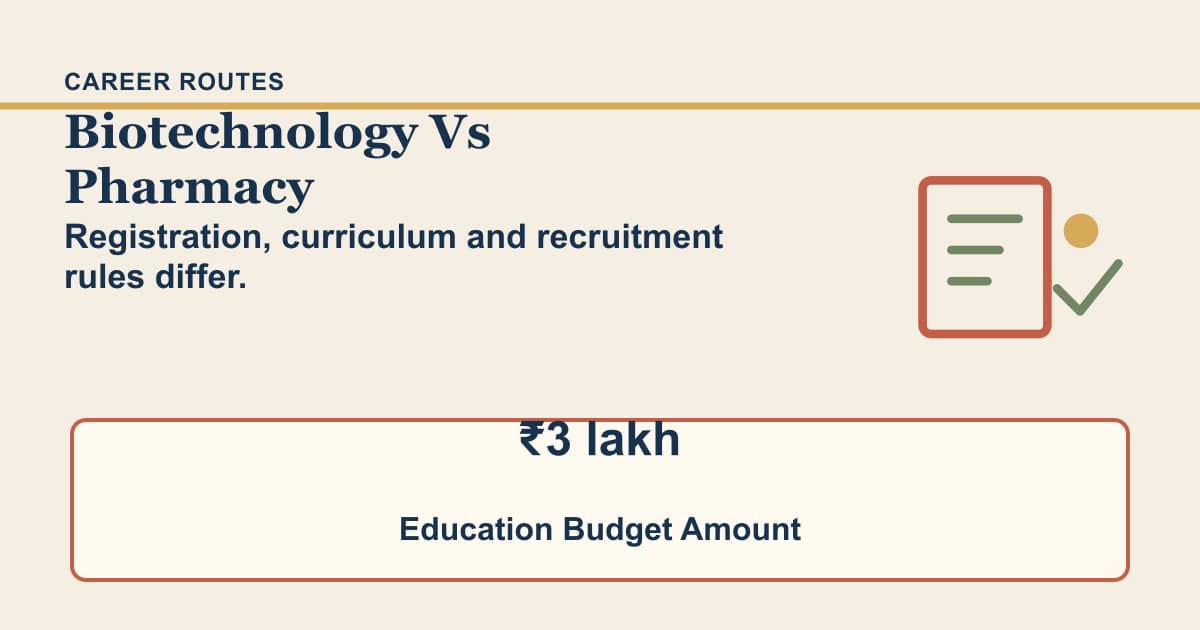 CAREER ROUTES
Biotechnology Vs
Pharmacy
Registration, curriculum and recruitment
rules differ.
₹3 lakh
Education Budget Amount